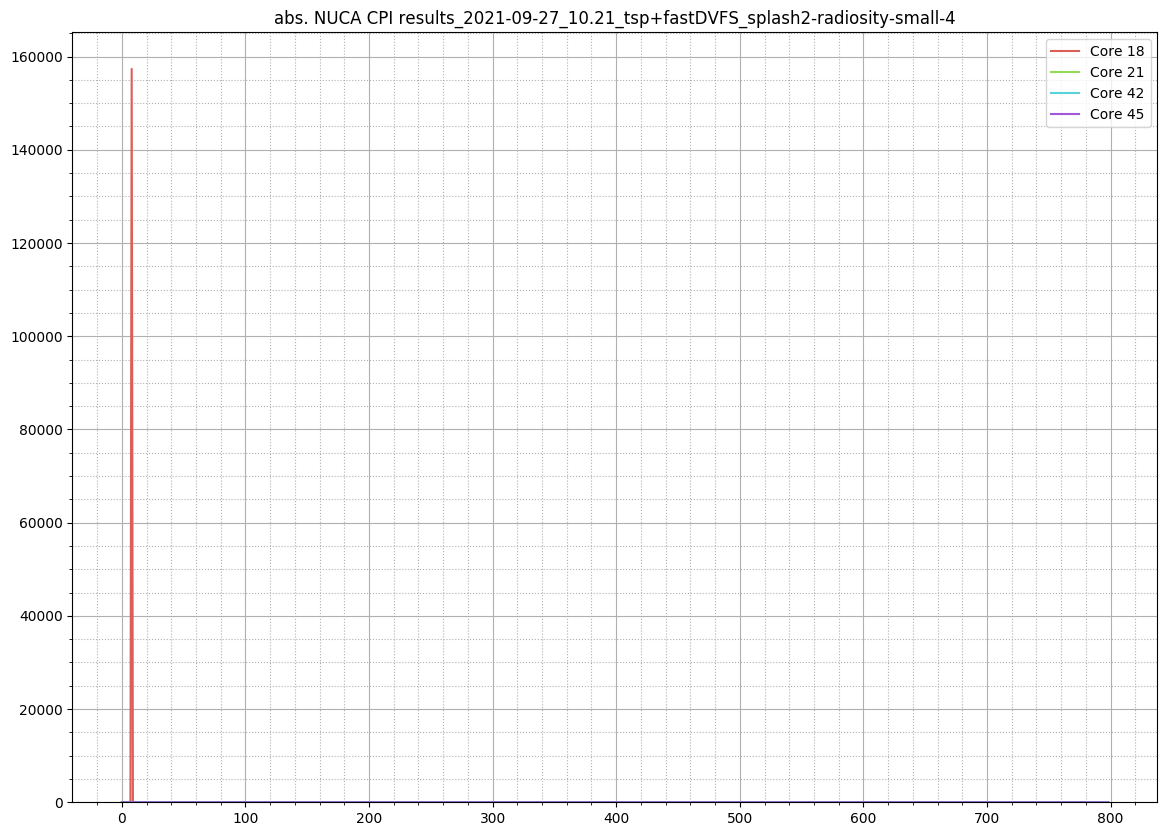 abs. NUCA CPI results_2021-09-27_10.21_tsp+fastDVFS_splash2-radiosity-small-4
Core 18
Core 21
Core 42
Core 45
160000
140000
120000
100000
80000
60000
40000
20000
0
0 100 200 300 400 500 600 700 800